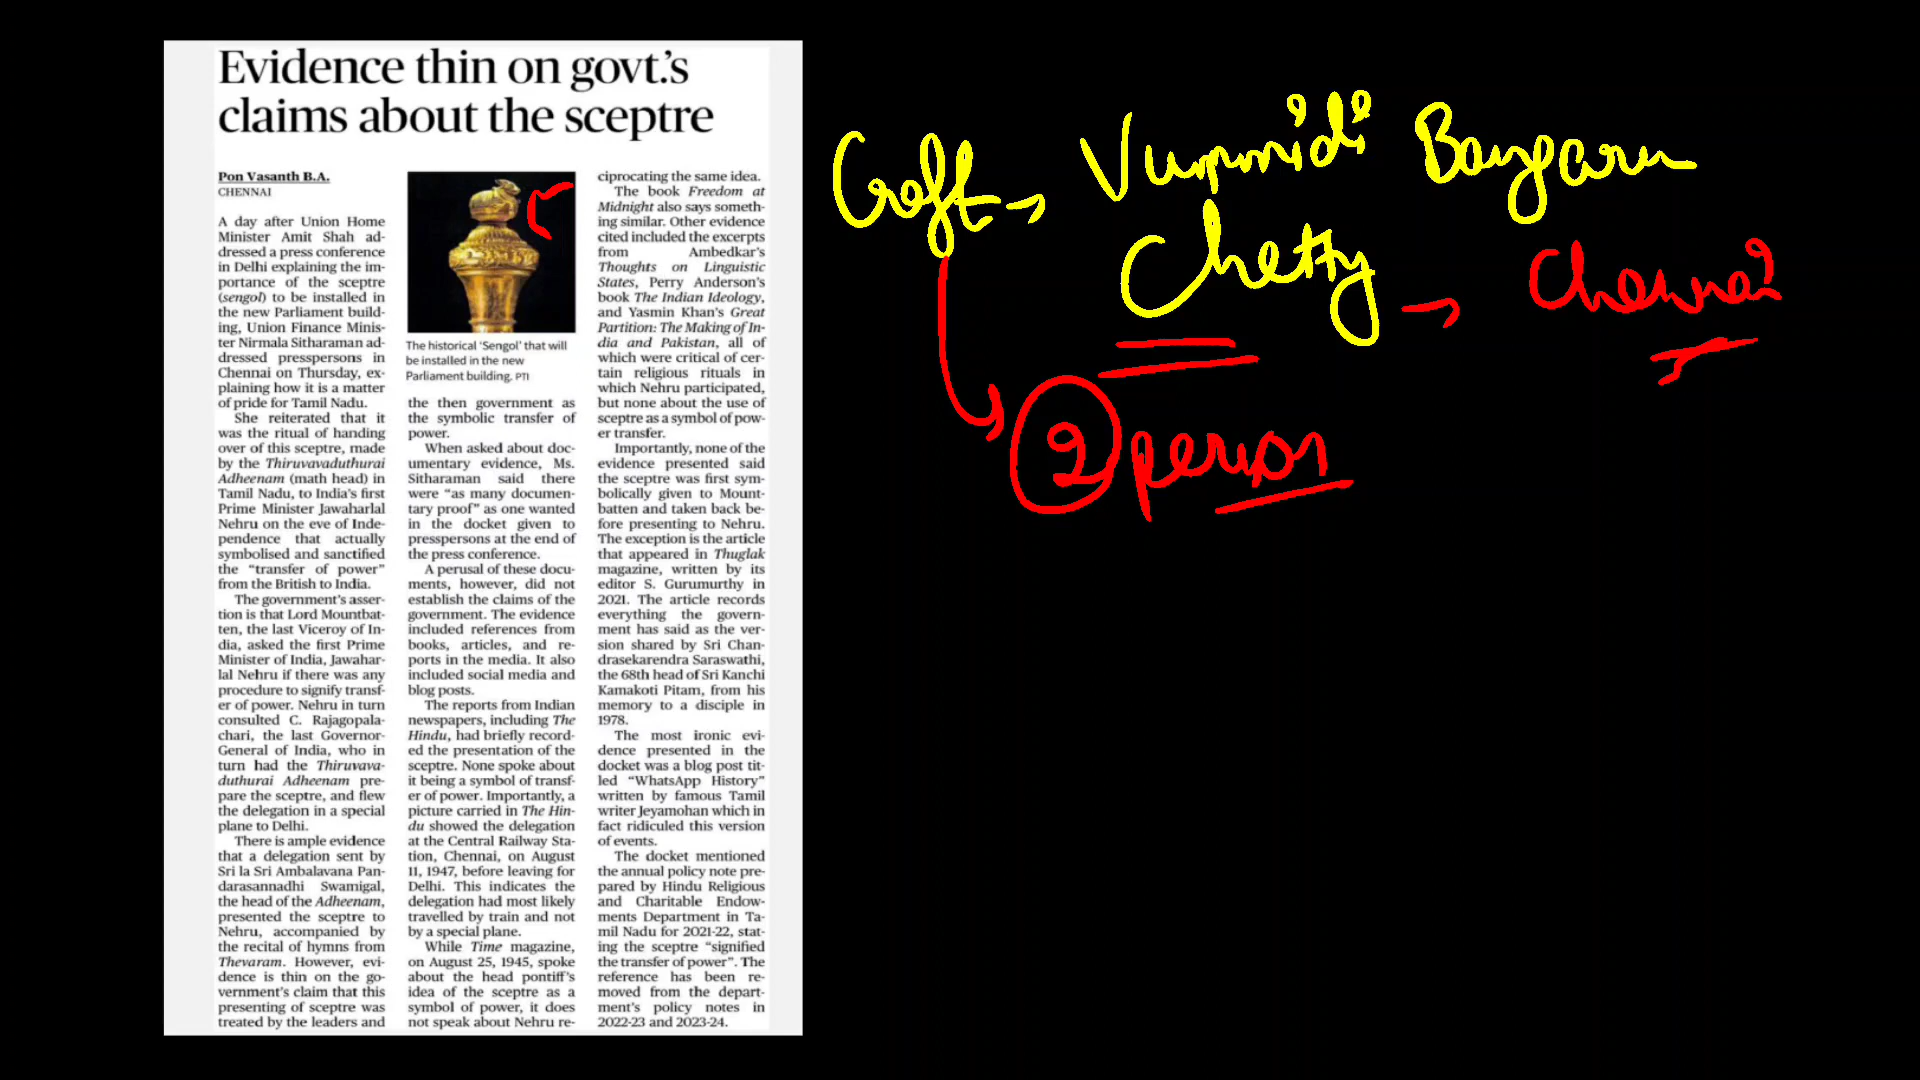 Evidence thin on govt.'s
claims about the sceptre
Pon Vasanth B.A.
CHENNAI
A day after Union Home
Minister Amit Shah ad-
dressed a press conference
in Delhi explaining the im-
portance of the sceptre
(sengol) to be installed in
the new Parliament build-
ing, Union Finance Minis-
ter Nirmala Sitharaman ad-
dressed presspersons in
Chennai on Thursday, ex-
plaining how it is a matter
of pride for Tamil Nadu.
She reiterated that it
was the ritual of handing
over of this sceptre, made
by the Thiruvavaduthurai
Adheenam (math head) in
Tamil Nadu, to India's first
Prime Minister Jawaharlal
Nehru on the eve of Inde-
pendence that actually
symbolised and sanctified
the "transfer of power"
from the British to India.
The government's asser-
tion is that Lord Mountbat-
ten, the last Viceroy of In-
dia, asked the first Prime
Minister of India, Jawahar-
lal Nehru if there was any
procedure to signify transf-
er of power. Nehru in turn
consulted C. Rajagopala-
chari, the last Governor-
General of India, who in
turn had the Thiruvava-
duthurai Adheenam pre-
pare the sceptre, and flew
the delegation in a special
plane to Delhi.
There is ample evidence
that a delegation sent by
Sri la Sri Ambalavana Pan-
darasannadhi Swamigal,
the head of the Adheenam,
presented the sceptre to
Nehru, accompanied by
the recital of hymns from
Thevaram. However, evi-
dence is thin on the go-
vernment's claim that this
presenting of sceptre was
treated by the leaders and
The historical 'Sengol' that will
be installed in the new
Parliament building. PTI
the then government as
the symbolic transfer of
power.
When asked about doc-
umentary evidence, Ms.
Sitharaman said there
were "as many documen-
tary proof" as one wanted
in the docket given to
presspersons at the end of
the press conference.
A perusal of these docu-
ments, however, did not
establish the claims of the
government. The evidence
included references from
books, articles, and re-
ports in the media. It also
included social media and
blog posts.
The reports from Indian
newspapers, including The
Hindu, had briefly record-
ed the presentation of the
sceptre. None spoke about
it being a symbol of transf-
er of power. Importantly, a
picture carried in The Hin-
du showed the delegation
at the Central Railway Sta-
tion, Chennai, on August
11, 1947, before leaving for
Delhi. This indicates the
delegation had most likely
travelled by train and not
by a special plane.
While Time magazine,
on August 25, 1945, spoke
about the head pontiff's
idea of the sceptre as a
symbol of power, it does
not speak about Nehru re-
ciprocating the same idea.
The book Freedom at
Midnight also says someth-
ing similar. Other evidence
cited included the excerpts
from Ambedkar's
Thoughts on Linguistic
States, Perry Anderson's
book The Indian Ideology,
and Yasmin Khan's Great
Partition: The Making of In-
dia and Pakistan, all of
which were critical of cer-
tain religious rituals in
which Nehru participated,
but none about the use of
sceptre as a symbol of pow-
er transfer.
Importantly, none of the
evidence presented said
the sceptre was first sym-
bolically given to Mount-
batten and taken back be-
fore presenting to Nehru.
The exception is the article
that appeared in Thuglak
magazine, written by its
editor S. Gurumurthy in
2021. The article records
everything the govern-
ment has said as the ver-
sion shared by Sri Chan-
drasekarendra Saraswathi,
the 68th head of Sri Kanchi
Kamakoti Pitam, from his
memory to a disciple in
1978.
The most ironic evi-
dence presented in the
docket was a blog post tit-
led "WhatsApp History"
written by famous Tamil
writer Jeyamohan which in
fact ridiculed this version
of events.
The docket mentioned
the annual policy note pre-
pared by Hindu Religious
and Charitable Endow-
ments Department in Ta-
mil Nadu for 2021-22, stat-
ing the sceptre "signified
the transfer of power". The
reference has been re-
moved from the depart-
ment's policy notes in
2022-23 and 2023-24.
Croft → Vummidi Bangaru
Chetty → Chennai
2 person